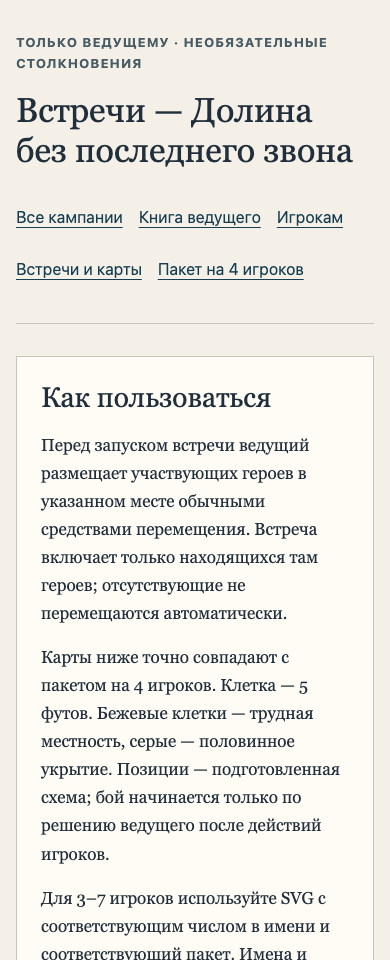 ТОЛЬКО ВЕДУЩЕМУ · НЕОБЯЗАТЕЛЬНЫЕ
СТОЛКНОВЕНИЯ
Встречи — Долина
без последнего звона
Все кампании Книга ведущего Игрокам
Встречи и карты Пакет на 4 игроков
Как пользоваться
Перед запуском встречи ведущий
размещает участвующих героев в
указанном месте обычными
средствами перемещения. Встреча
включает только находящихся там
героев; отсутствующие не
перемещаются автоматически.
Карты ниже точно совпадают с
пакетом на 4 игроков. Клетка — 5
футов. Бежевые клетки — трудная
местность, серые — половинное
укрытие. Позиции — подготовленная
схема; бой начинается только по
решению ведущего после действий
игроков.
Для 3–7 игроков используйте SVG с
соответствующим числом в имени и
соответствующий пакет. Имена и